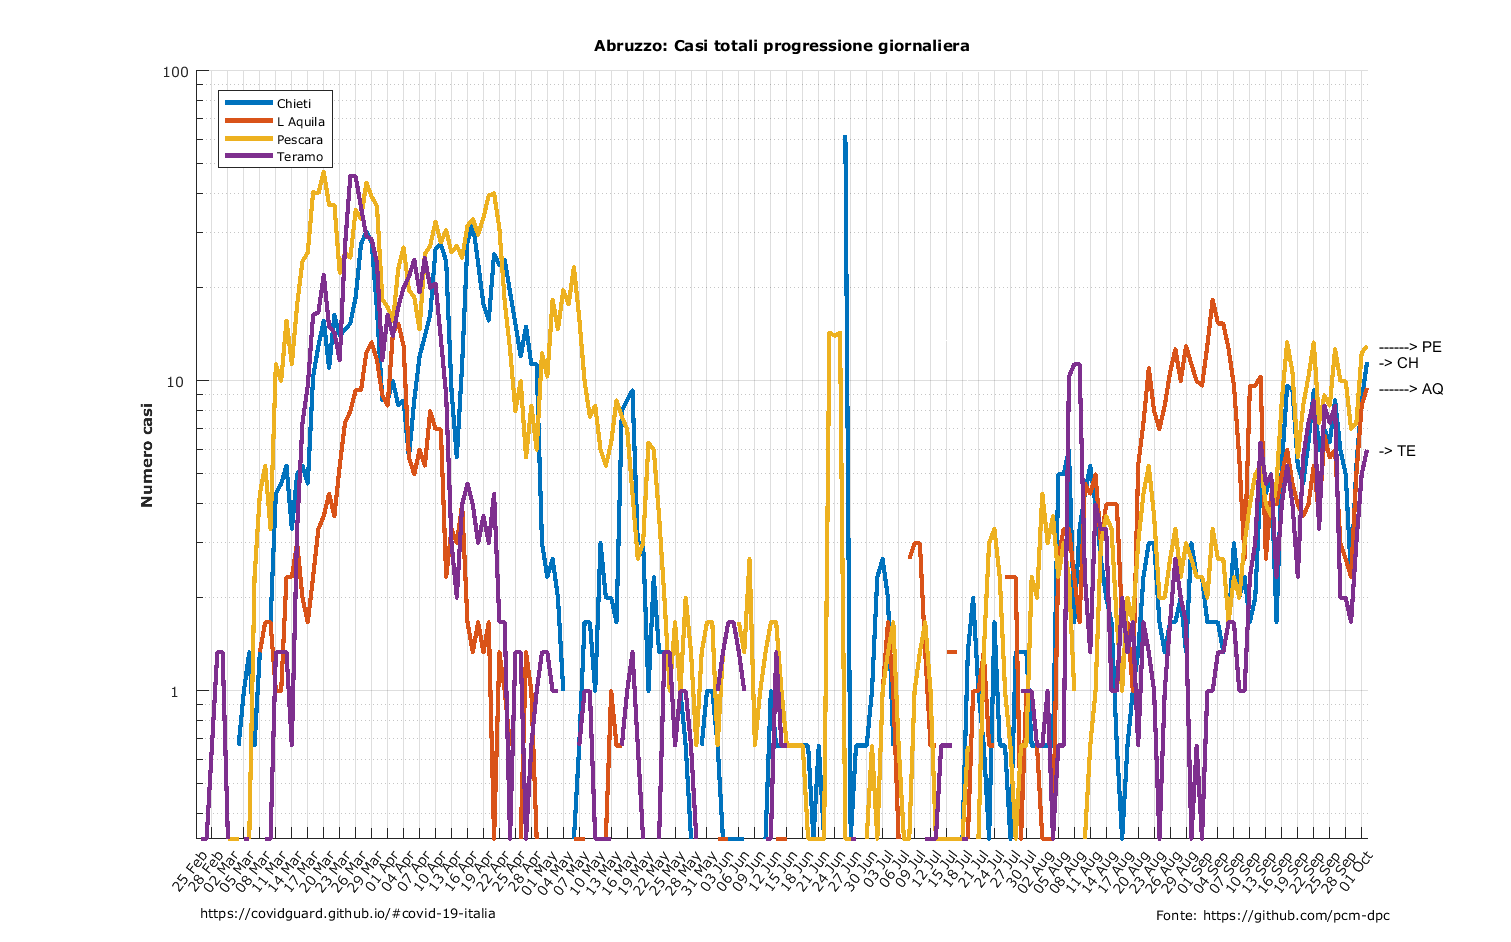 Abruzzo: Casi totali progressione giornaliera
100
10
1
Numero casi
Chieti
L Aquila
Pescara
Teramo
------> PE
-> CH
------> AQ
-> TE
25 Feb
28 Feb
02 Mar
05 Mar
08 Mar
11 Mar
14 Mar
17 Mar
20 Mar
23 Mar
26 Mar
29 Mar
01 Apr
04 Apr
07 Apr
10 Apr
13 Apr
16 Apr
19 Apr
22 Apr
25 Apr
28 Apr
01 May
04 May
07 May
10 May
13 May
16 May
19 May
22 May
25 May
28 May
31 May
03 Jun
06 Jun
09 Jun
12 Jun
15 Jun
18 Jun
21 Jun
24 Jun
27 Jun
30 Jun
03 Jul
06 Jul
09 Jul
12 Jul
15 Jul
18 Jul
21 Jul
24 Jul
27 Jul
30 Jul
02 Aug
05 Aug
08 Aug
11 Aug
14 Aug
17 Aug
20 Aug
23 Aug
26 Aug
29 Aug
01 Sep
04 Sep
07 Sep
10 Sep
13 Sep
16 Sep
19 Sep
22 Sep
25 Sep
28 Sep
01 Oct
https://covidguard.github.io/#covid-19-italia
Fonte: https://github.com/pcm-dpc